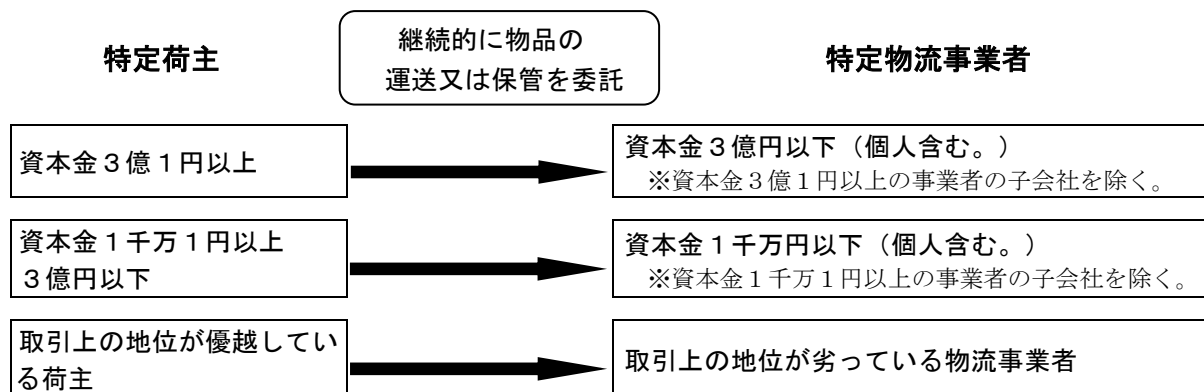 特定荷主
継続的に物品の
運送又は保管を委託
特定物流事業者
資本金３億１円以上
資本金３億円以下（個人含む。）
※資本金３億１円以上の事業者の子会社を除く。
資本金１千万１円以上
３億円以下
資本金１千万円以下（個人含む。）
※資本金１千万１円以上の事業者の子会社を除く。
取引上の地位が優越してい
る荷主
取引上の地位が劣っている物流事業者